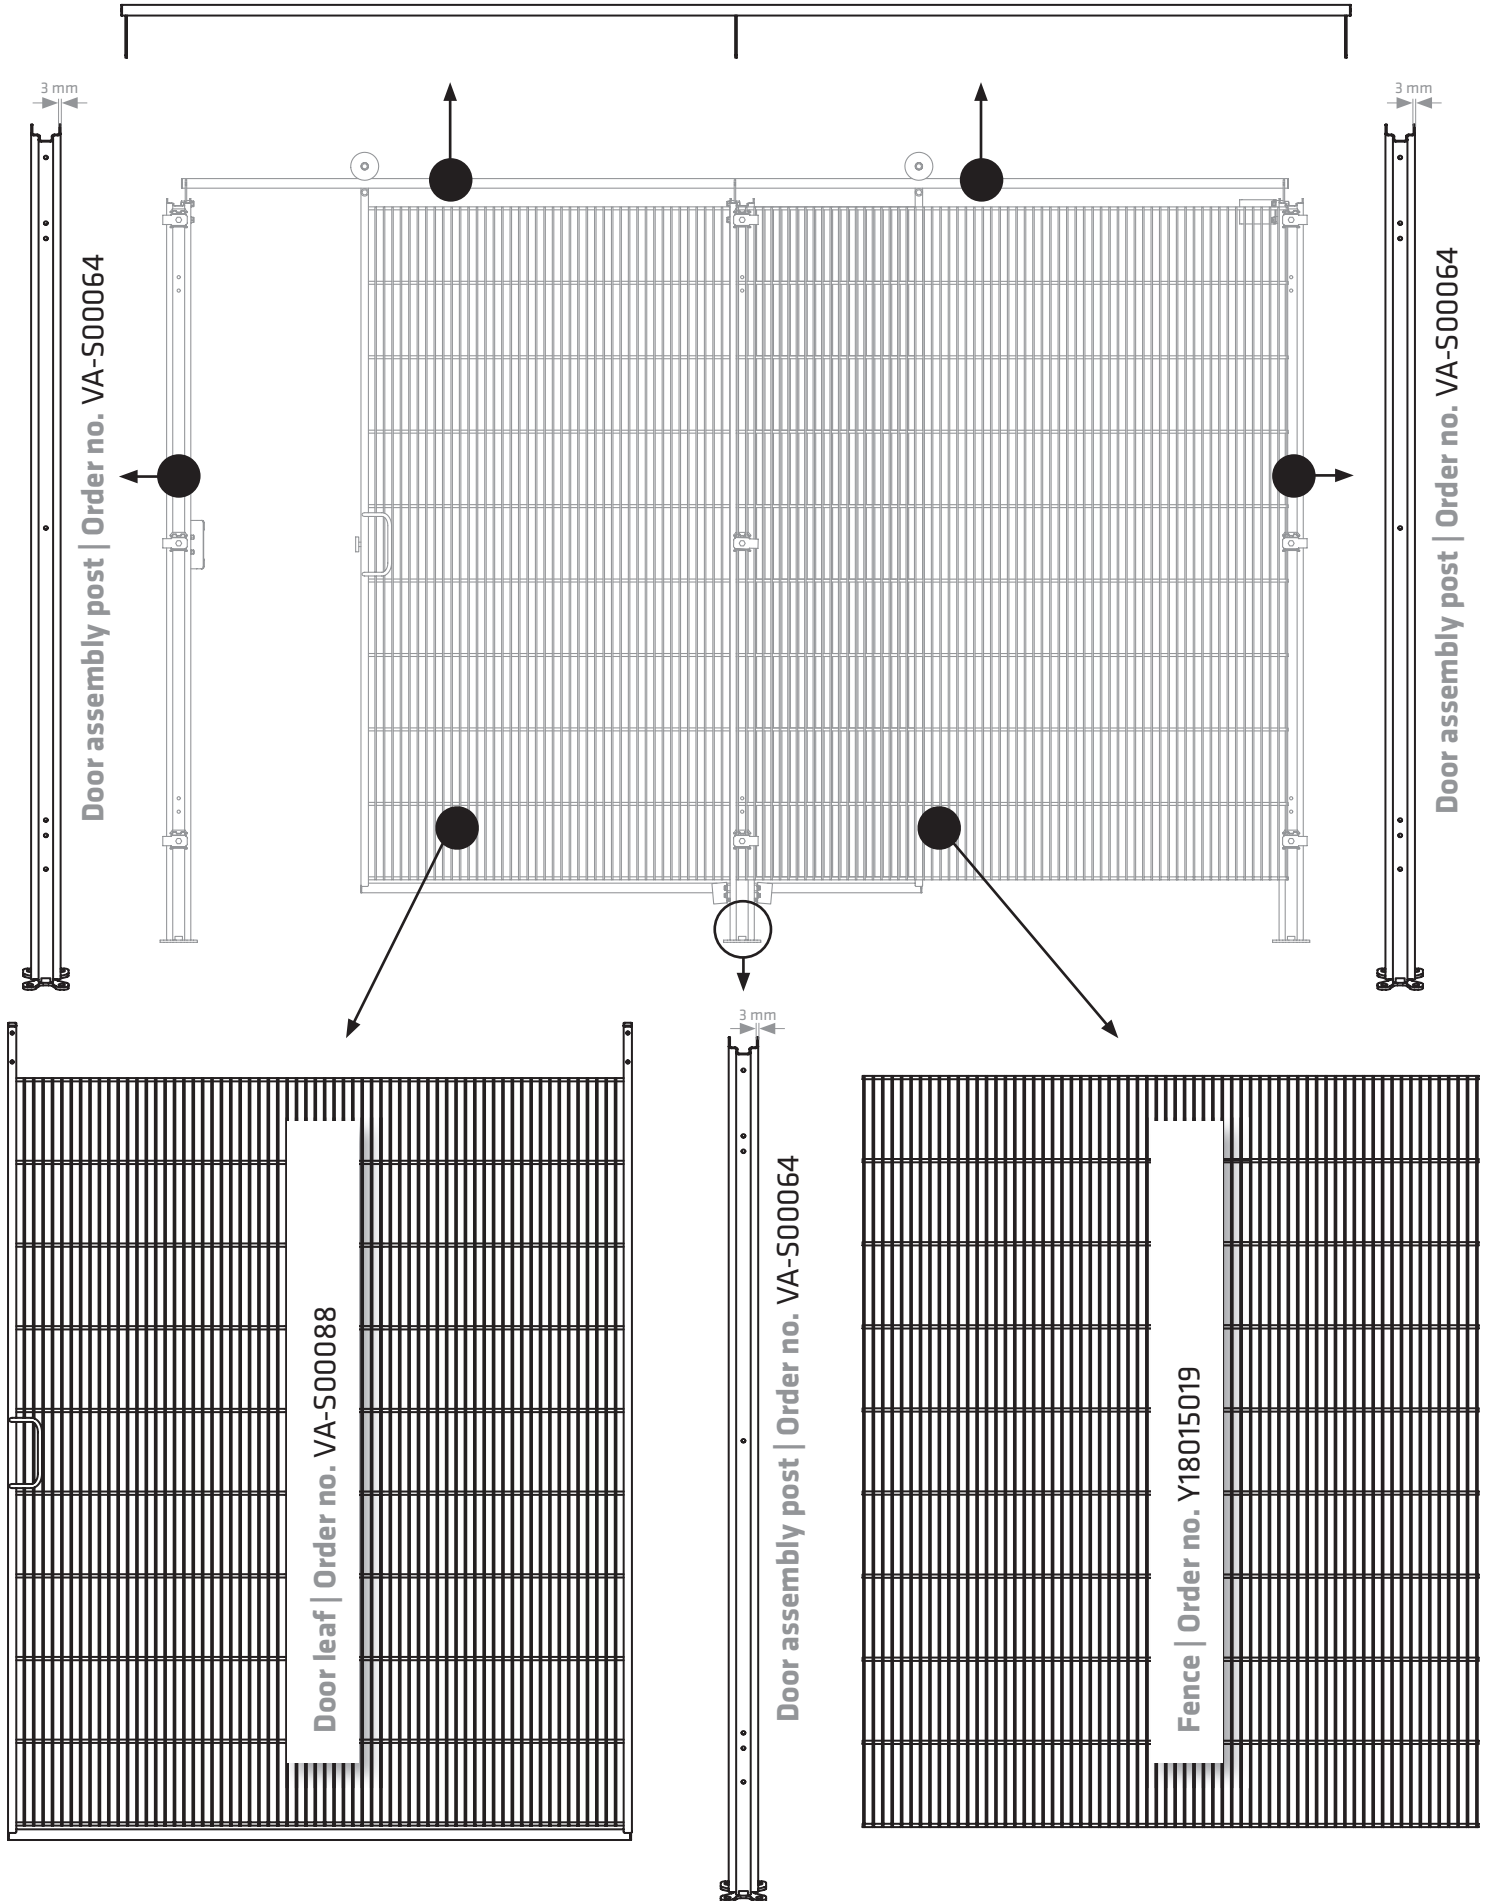 3 mm
3 mm
Door assembly post | Order no. VA-S00064
Door assembly post | Order no. VA-S00064
3 mm
Door leaf | Order no. VA-S00088
Door assembly post | Order no. VA-S00064
Fence | Order no. Y18015019